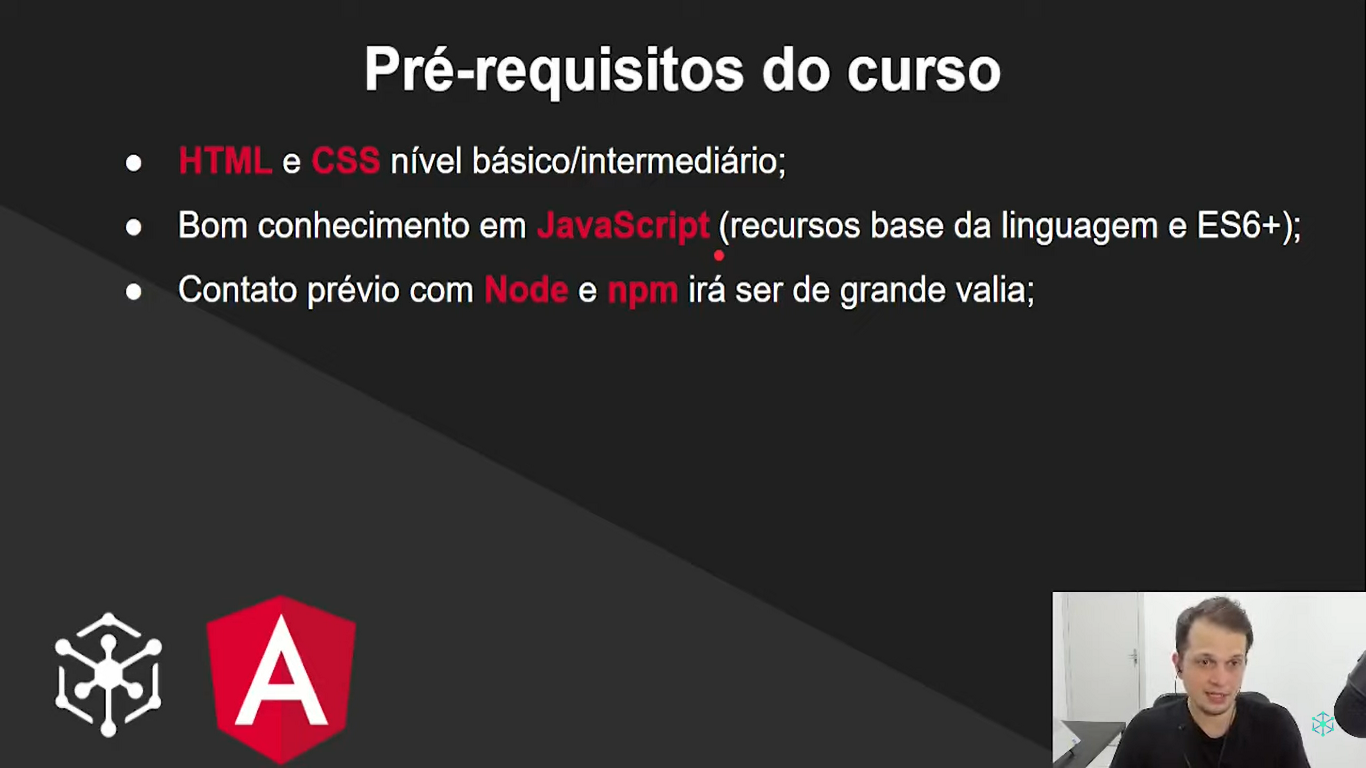 Pré-requisitos do curso
● HTML e CSS nível básico/intermediário;
● Bom conhecimento em JavaScript (recursos base da linguagem e ES6+);
● Contato prévio com Node e npm irá ser de grande valia;
A